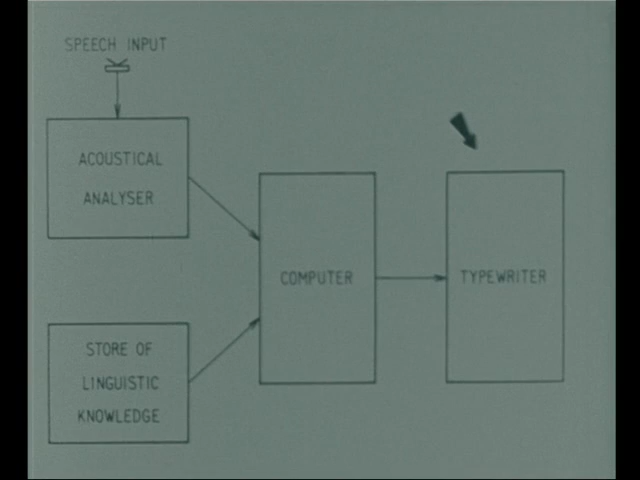 SPEECH INPUT
ACOUSTICAL
ANALYSER
COMPUTER
TYPEWRITER
STORE OF
LINGUISTIC
KNOWLEDGE